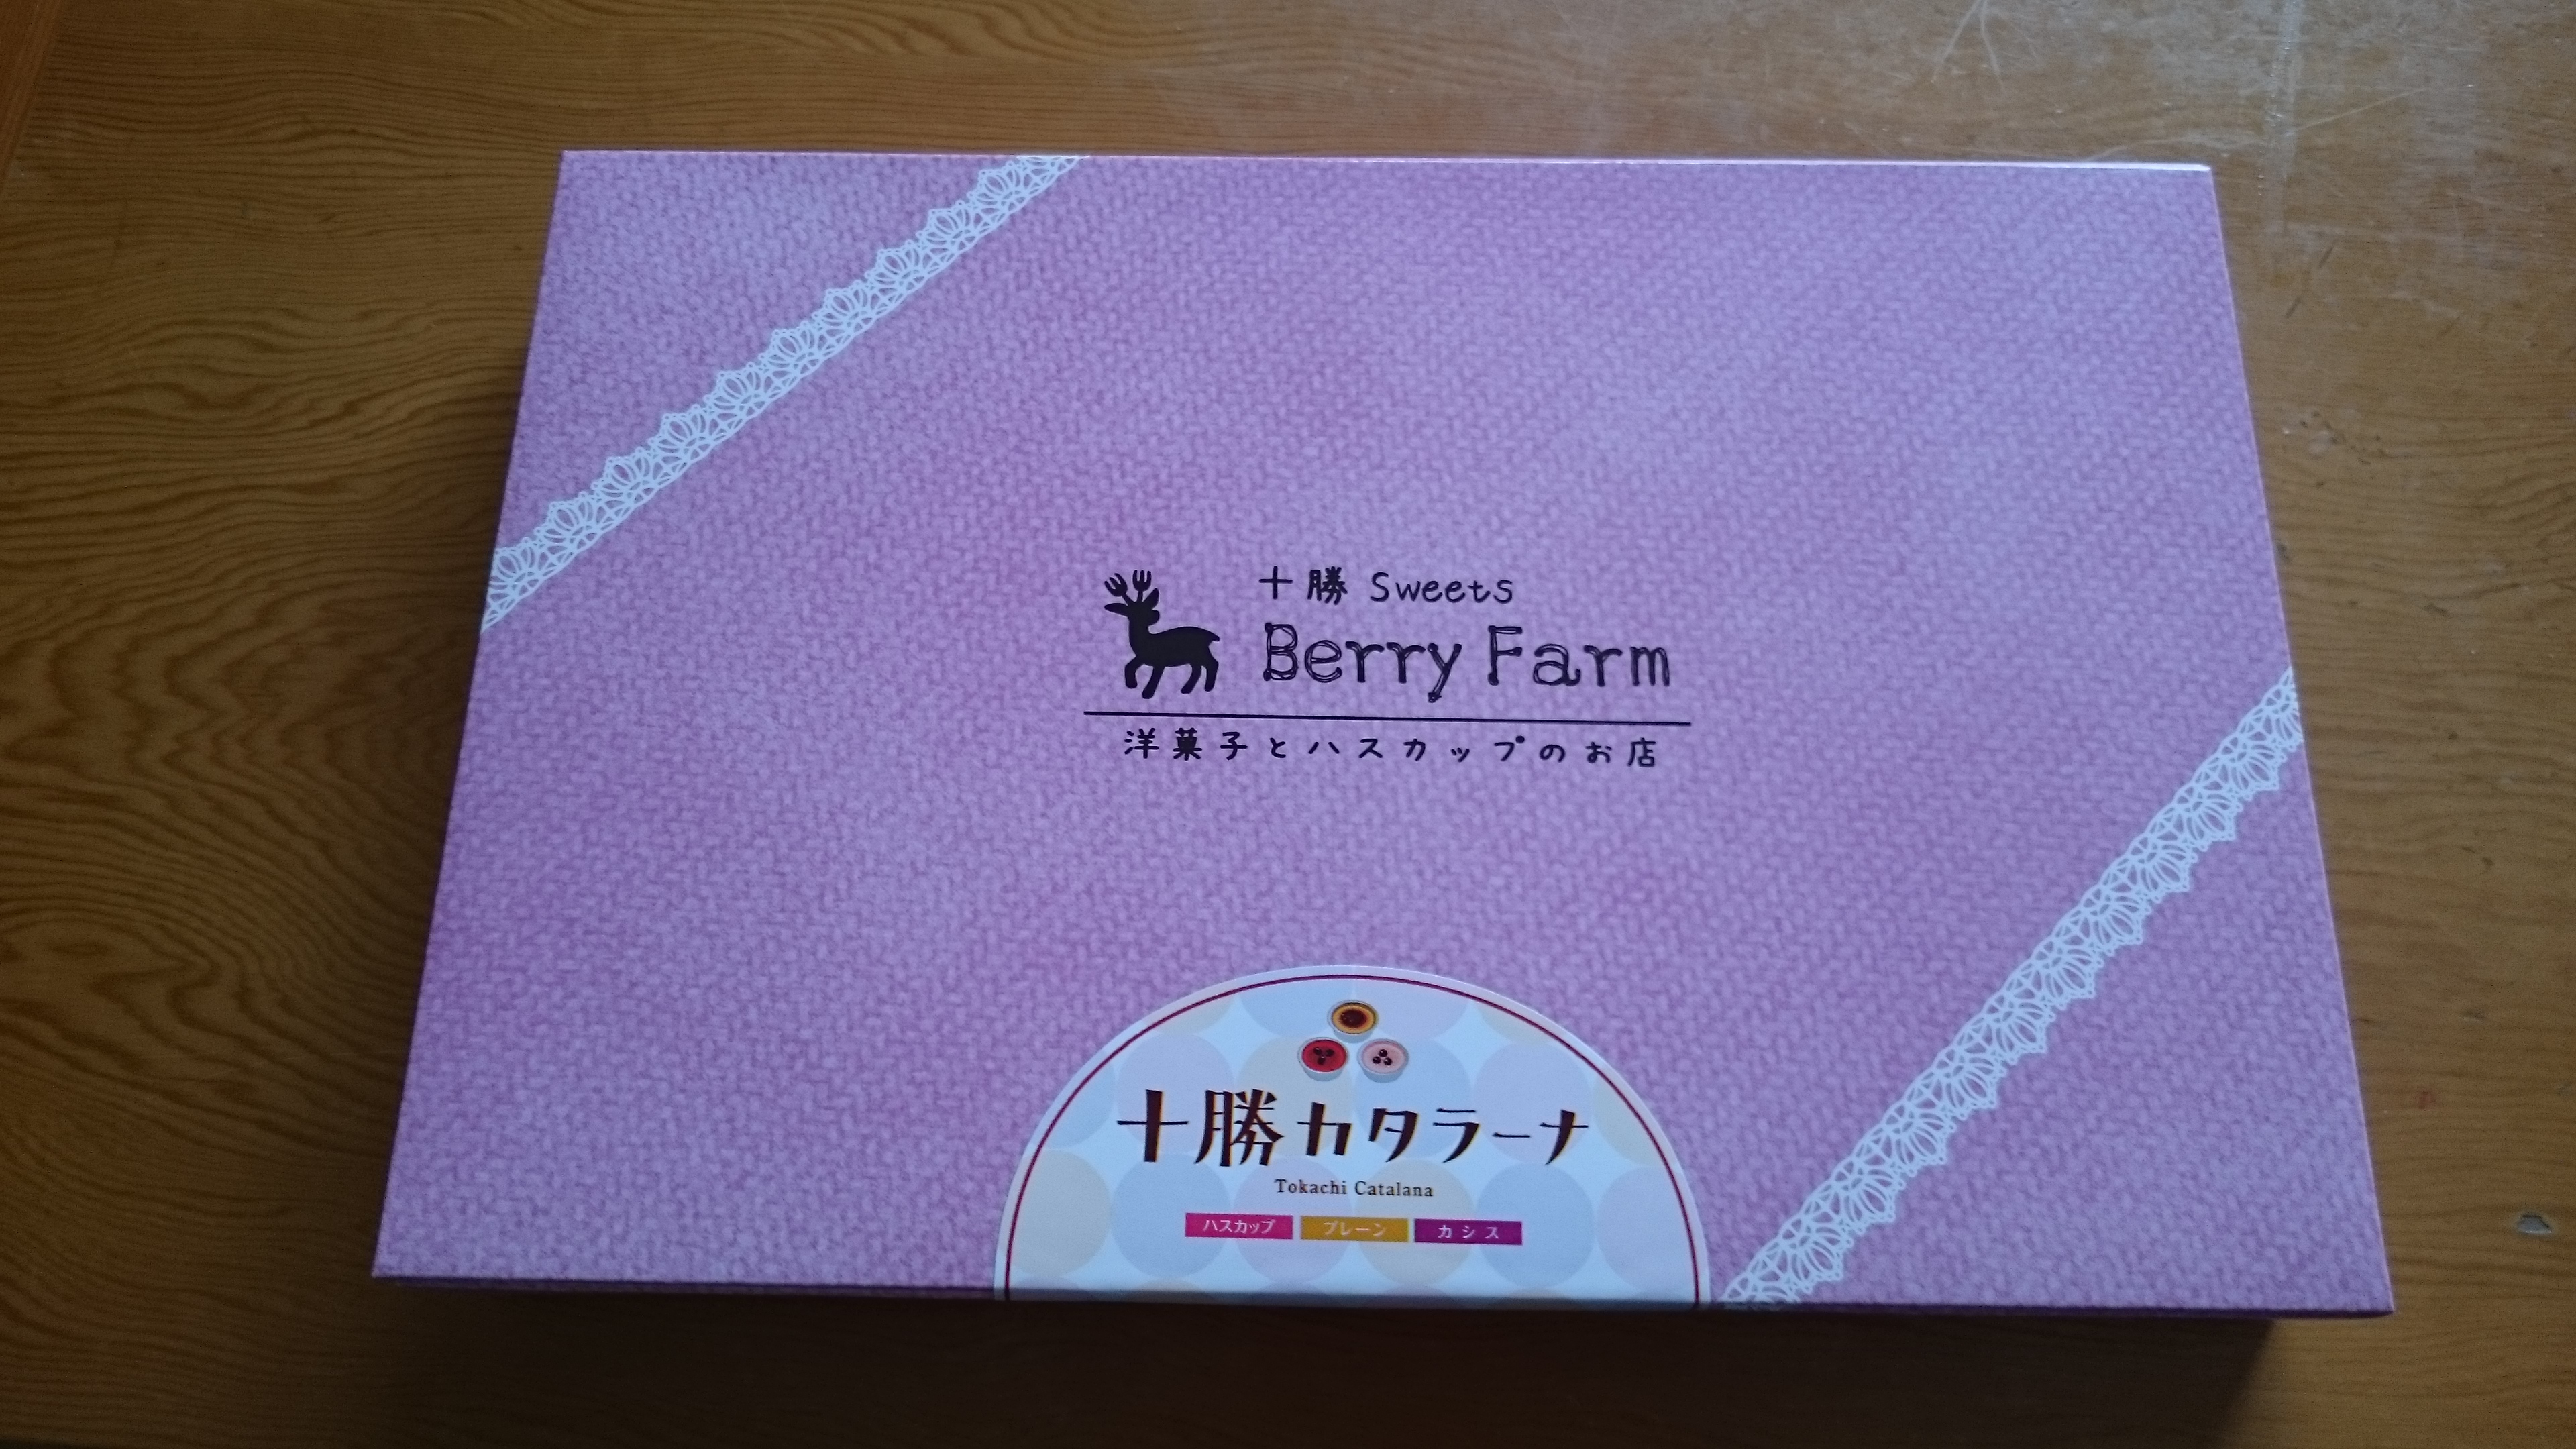 十勝 Sweets
Berry Farm
洋菓子とハスカップのお店
十勝カタラーナ
Tokachi Catalana
ハスカップ プレーン カシス